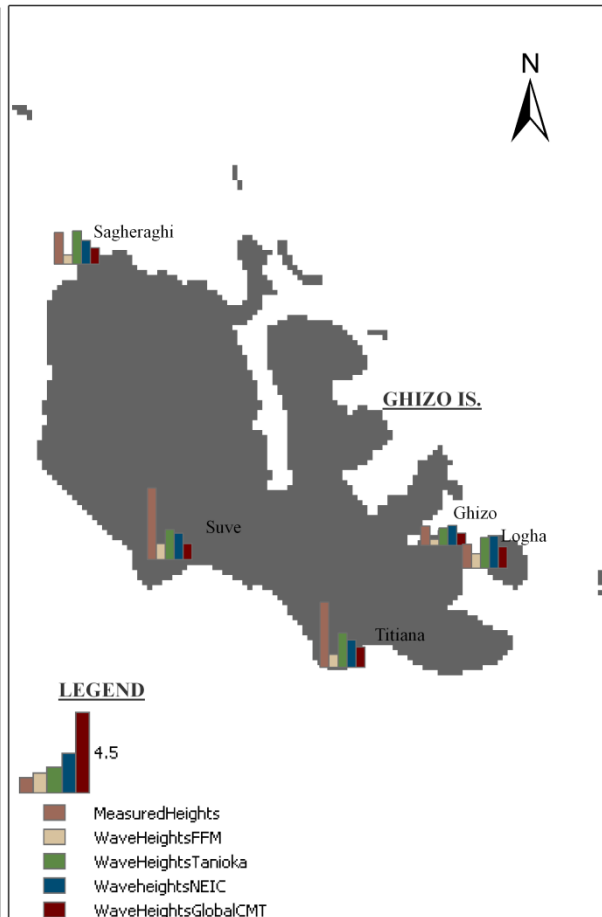 N
Sagheraghi
GHIZO IS.
Ghizo
Suve
Logha
Titiana
LEGEND
4.5
MeasuredHeights
WaveHeightsFFM
WaveHeightsTanioka
WaveheightsNEIC
WaveHeightsGlobalCMT